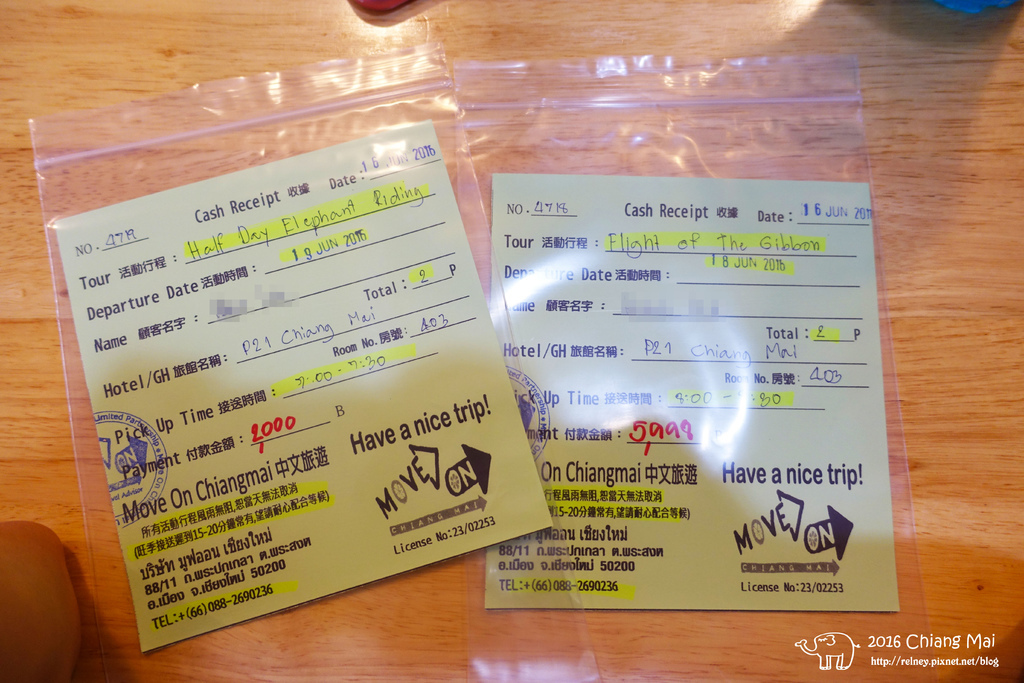 Cash Receipt 收據 Date: 16 JUN 2016
NO. 4719
Tour 活動行程: Half Day Elephant Riding
Departure Date 活動時間: 19 JUN 2016
Name 顧客名字:
Total: 2 P
Hotel/GH 旅館名稱: P21 Chiang Mai
Room No. 房號: 403
Pick Up Time 接送時間: 7:00-7:30
Payment 付款金額: 2000 B
Have a nice trip!
Move On Chiangmai 中文旅遊
所有活動行程風雨無阻,恕當天無法取消
(旺季接送遲到15-20分鐘常有,望請耐心配合等候)
บริษัท มูฟออน เชียงใหม่
88/11 ถ.พระปกเกลา ต.พระสงต
อ.เมือง จ.เชียงใหม่ 50200
TEL:+(66)088-2690236
MOVE ON
CHIANG MAI
License No:23/02253
NO. 4718 Cash Receipt 收據 Date: 16 JUN 201
Tour 活動行程: Flight of The Gibbon
Departure Date 活動時間: 18 JUN 2016
Name 顧客名字:
Total: 2 P
Hotel/GH 旅館名稱: P21 Chiang Mai
Room No. 房號: 403
Pick Up Time 接送時間: 8:00-8:30
付款金額: 5998
Have a nice trip!
On Chiangmai 中文旅遊
行程風雨無阻,恕當天無法取消
15-20分鐘常有,望請耐心配合等候)
มูฟออน เชียงใหม่
88/11 ถ.พระปกเกลา ต.พระสงต
อ.เมือง จ.เชียงใหม่ 50200
TEL:+(66)088-2690236
MOVE ON
CHIANG MAI
License No:23/02253
2016 Chiang Mai
http://relney.pixnet.net/blog